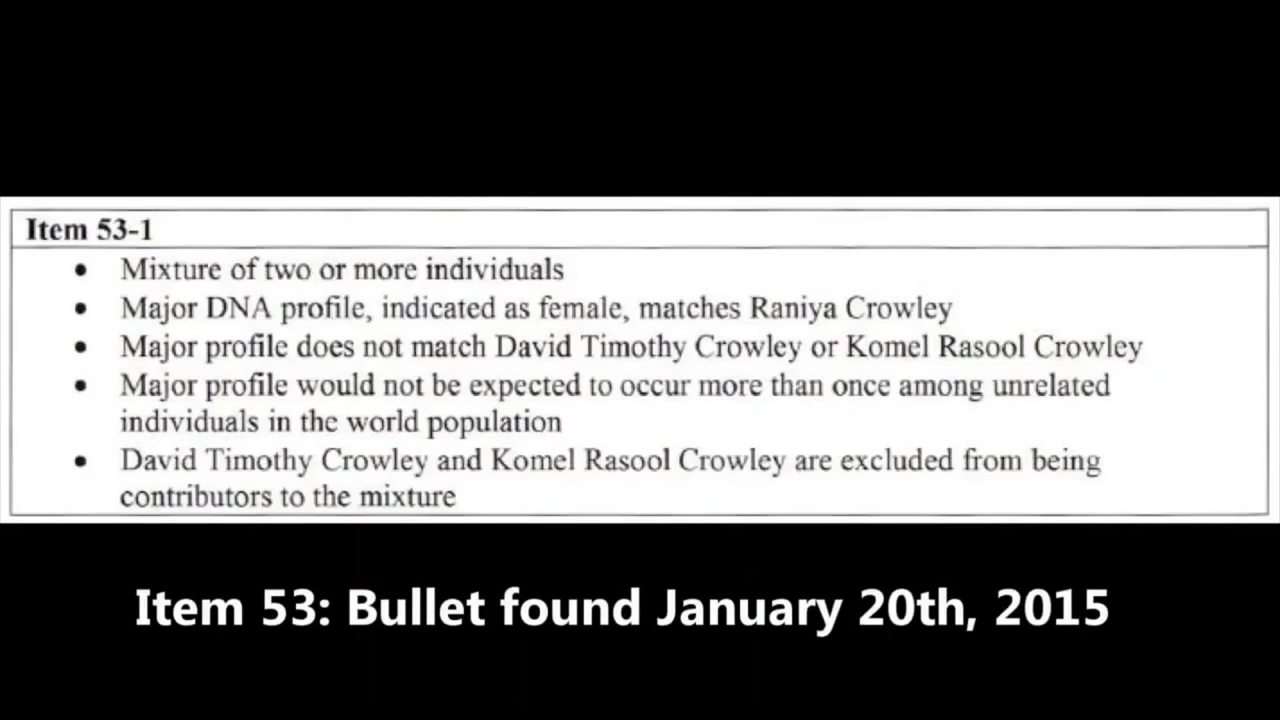 Item 53-1
• Mixture of two or more individuals
• Major DNA profile, indicated as female, matches Raniya Crowley
• Major profile does not match David Timothy Crowley or Komel Rasool Crowley
• Major profile would not be expected to occur more than once among unrelated
individuals in the world population
• David Timothy Crowley and Komel Rasool Crowley are excluded from being
contributors to the mixture
Item 53: Bullet found January 20th, 2015